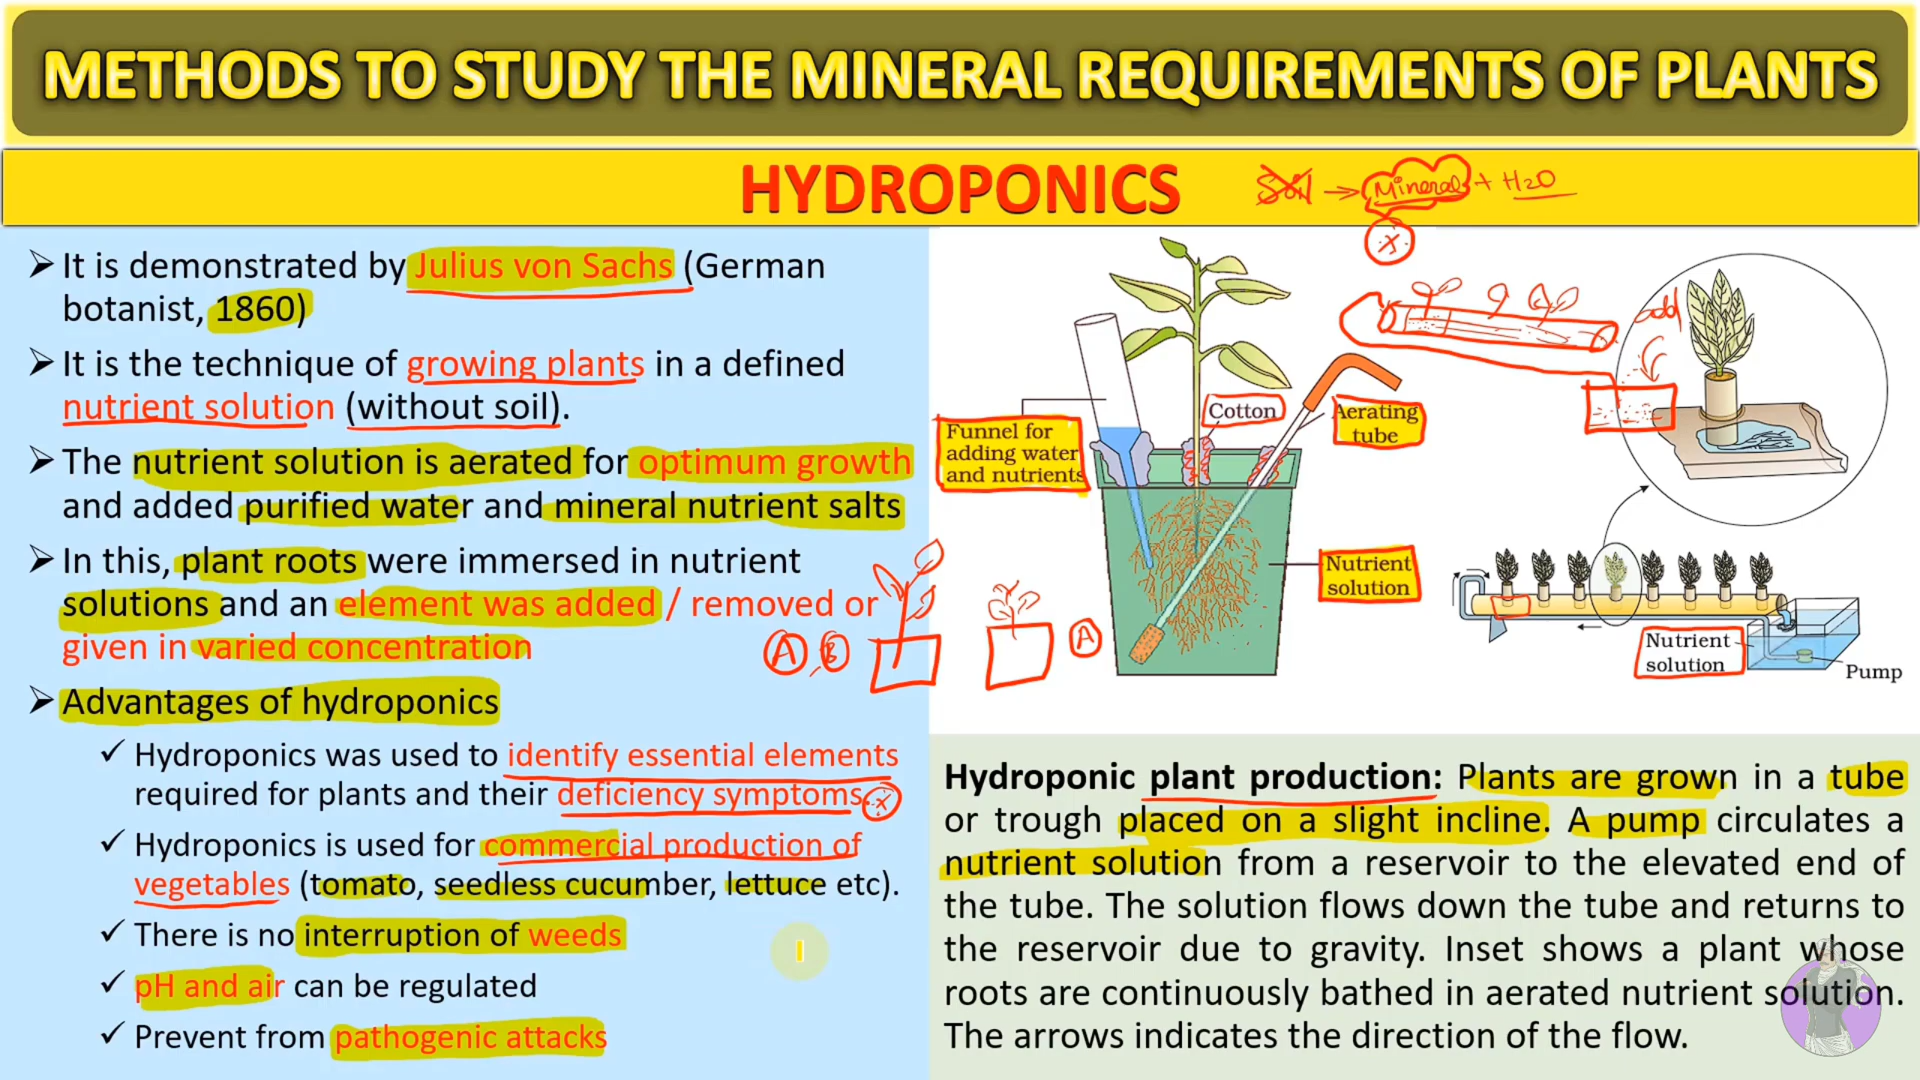 METHODS TO STUDY THE MINERAL REQUIREMENTS OF PLANTS
HYDROPONICS
Soil → Mineral + H2O
X
➢ It is demonstrated by Julius von Sachs (German
botanist, 1860)
➢ It is the technique of growing plants in a defined
nutrient solution (without soil).
➢ The nutrient solution is aerated for optimum growth
and added purified water and mineral nutrient salts
➢ In this, plant roots were immersed in nutrient
solutions and an element was added / removed or
given in varied concentration
➢ Advantages of hydroponics
✓ Hydroponics was used to identify essential elements
required for plants and their deficiency symptoms.
X
✓ Hydroponics is used for commercial production of
vegetables (tomato, seedless cucumber, lettuce etc).
✓ There is no interruption of weeds
✓ pH and air can be regulated
✓ Prevent from pathogenic attacks
A, B
A
Funnel for
adding water
and nutrients
Cotton
Aerating
tube
Nutrient
solution
add
Nutrient
solution
Pump
Hydroponic plant production: Plants are grown in a tube
or trough placed on a slight incline. A pump circulates a
nutrient solution from a reservoir to the elevated end of
the tube. The solution flows down the tube and returns to
the reservoir due to gravity. Inset shows a plant whose
roots are continuously bathed in aerated nutrient solution.
The arrows indicates the direction of the flow.